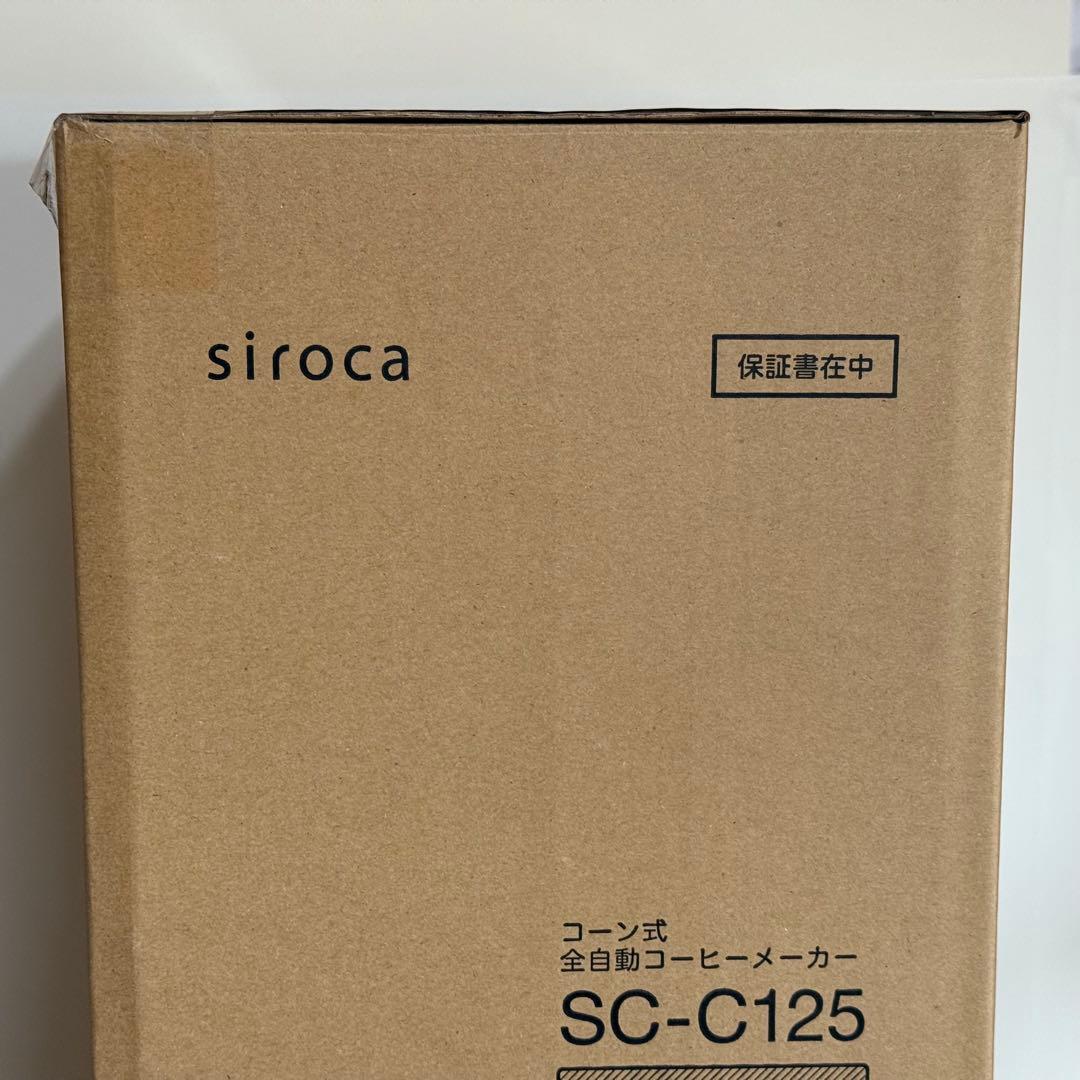 siroca
保証書在中
コーン式
全自動コーヒーメーカー
SC-C125